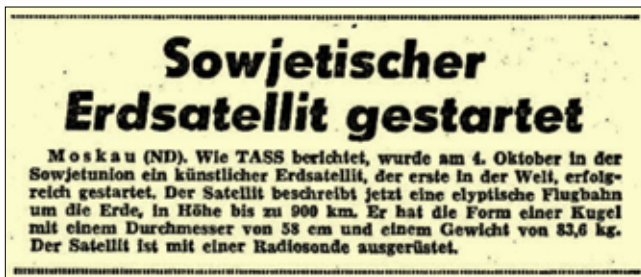 Sowjetischer
Erdsatellit gestartet
Moskau (ND). Wie TASS berichtet, wurde am 4. Oktober in der
Sowjetunion ein künstlicher Erdsatellit, der erste in der Welt, erfolg-
reich gestartet. Der Satellit beschreibt jetzt eine elyptische Flugbahn
um die Erde, in Höhe bis zu 900 km. Er hat die Form einer Kugel
mit einem Durchmesser von 58 cm und einem Gewicht von 83,6 kg.
Der Satellit ist mit einer Radiosonde ausgerüstet.